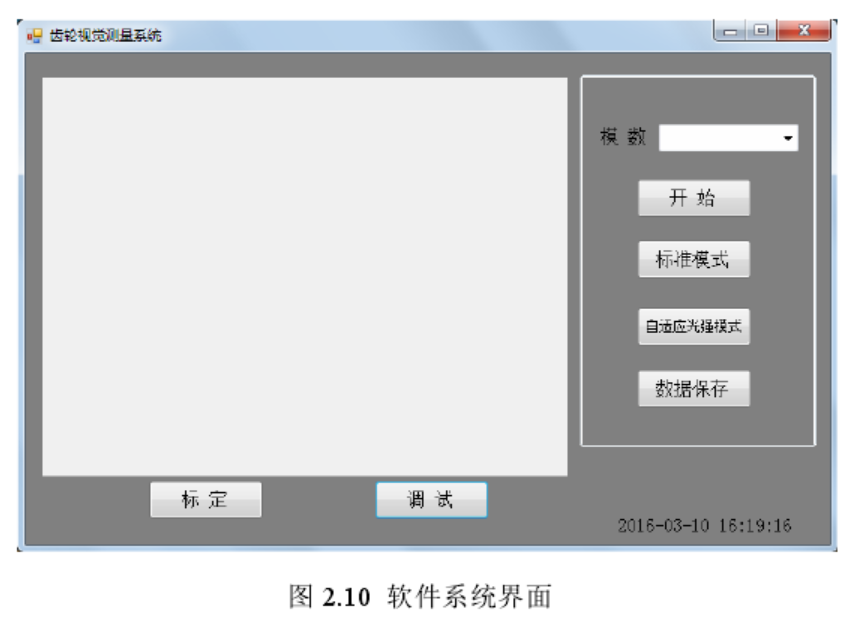 齿轮视觉测量系统
模 数
开 始
标准模式
自适应光强模式
数据保存
标 定
调 试
2016-03-10 16:19:16
图 2.10 软件系统界面